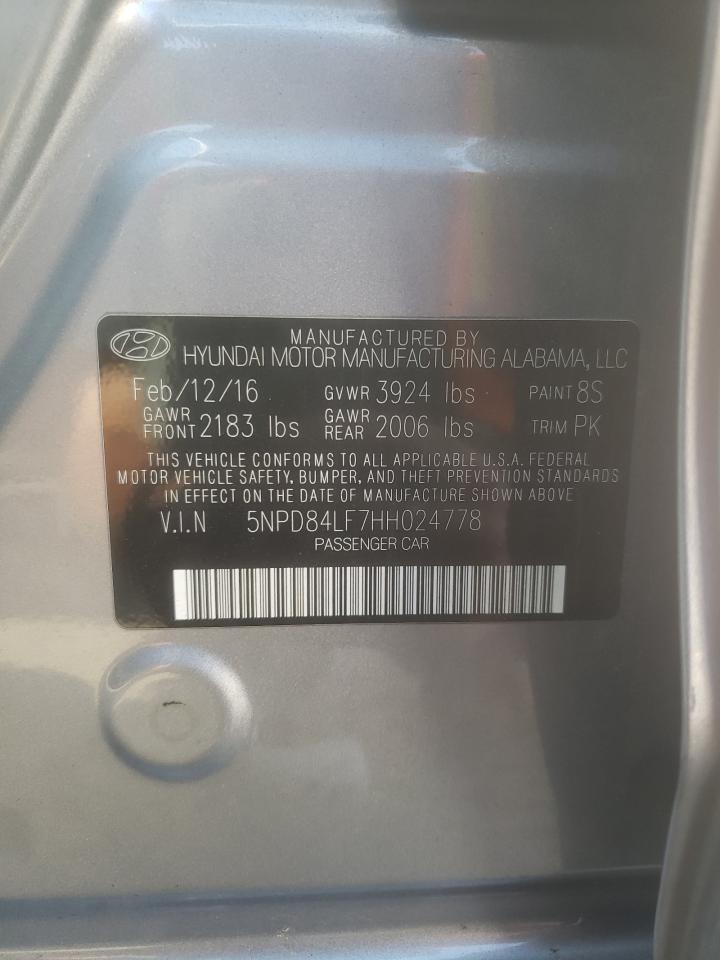 MANUFACTURED BY
HYUNDAI MOTOR MANUFACTURING ALABAMA, LLC
Feb/12/16 GVWR 3924 lbs PAINT 8S
GAWR FRONT 2183 lbs GAWR REAR 2006 lbs TRIM PK
THIS VEHICLE CONFORMS TO ALL APPLICABLE U.S.A. FEDERAL
MOTOR VEHICLE SAFETY, BUMPER, AND THEFT PREVENTION STANDARDS
IN EFFECT ON THE DATE OF MANUFACTURE SHOWN ABOVE
V.I.N 5NPD84LF7HH024778
PASSENGER CAR